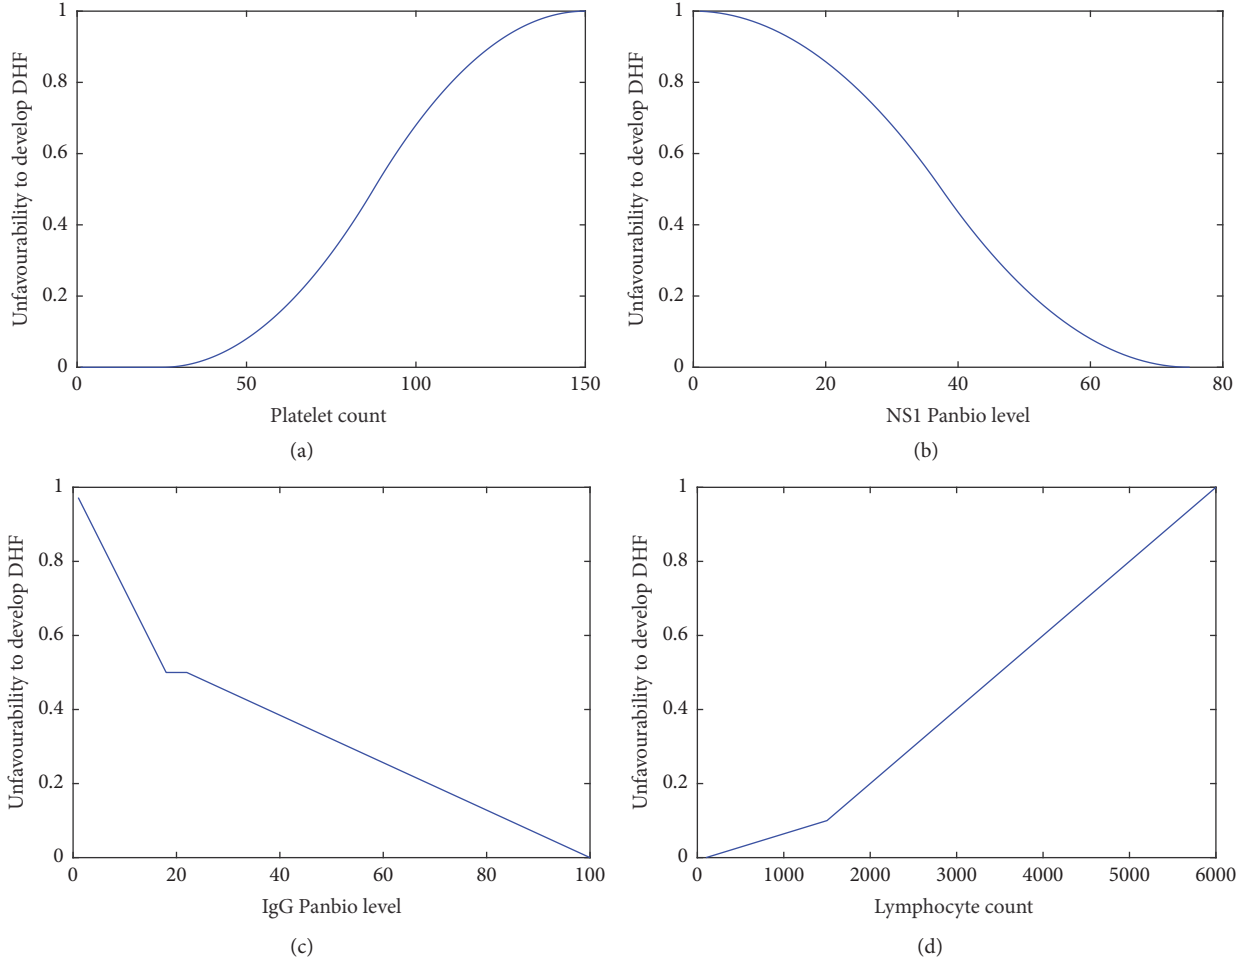 Unfavourability to develop DHF
1
0.8
0.6
0.4
0.2
0
0 50 100 150
Platelet count
(a)
Unfavourability to develop DHF
1
0.8
0.6
0.4
0.2
0
0 20 40 60 80
NS1 Panbio level
(b)
Unfavourability to develop DHF
1
0.8
0.6
0.4
0.2
0
0 20 40 60 80 100
IgG Panbio level
(c)
Unfavourability to develop DHF
1
0.8
0.6
0.4
0.2
0
0 1000 2000 3000 4000 5000 6000
Lymphocyte count
(d)